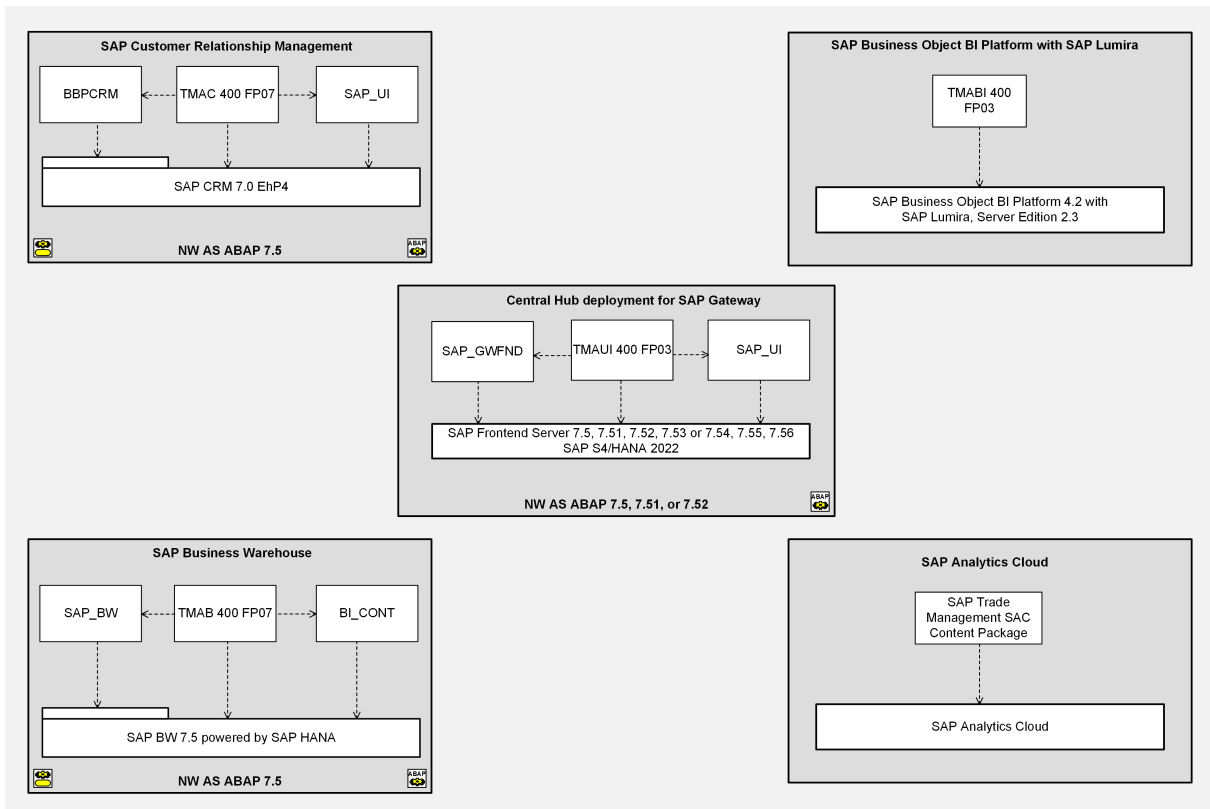 SAP Customer Relationship Management
BBPCRM
TMAC 400 FP07
SAP_UI
SAP CRM 7.0 EhP4
NW AS ABAP 7.5
ABAP
SAP Business Object BI Platform with SAP Lumira
TMABI 400
FP03
SAP Business Object BI Platform 4.2 with
SAP Lumira, Server Edition 2.3
Central Hub deployment for SAP Gateway
SAP_GWFND
TMAUI 400 FP03
SAP_UI
SAP Frontend Server 7.5, 7.51, 7.52, 7.53 or 7.54, 7.55, 7.56
SAP S4/HANA 2022
NW AS ABAP 7.5, 7.51, or 7.52
ABAP
SAP Business Warehouse
SAP_BW
TMAB 400 FP07
BI_CONT
SAP BW 7.5 powered by SAP HANA
NW AS ABAP 7.5
ABAP
SAP Analytics Cloud
SAP Trade
Management SAC
Content Package
SAP Analytics Cloud